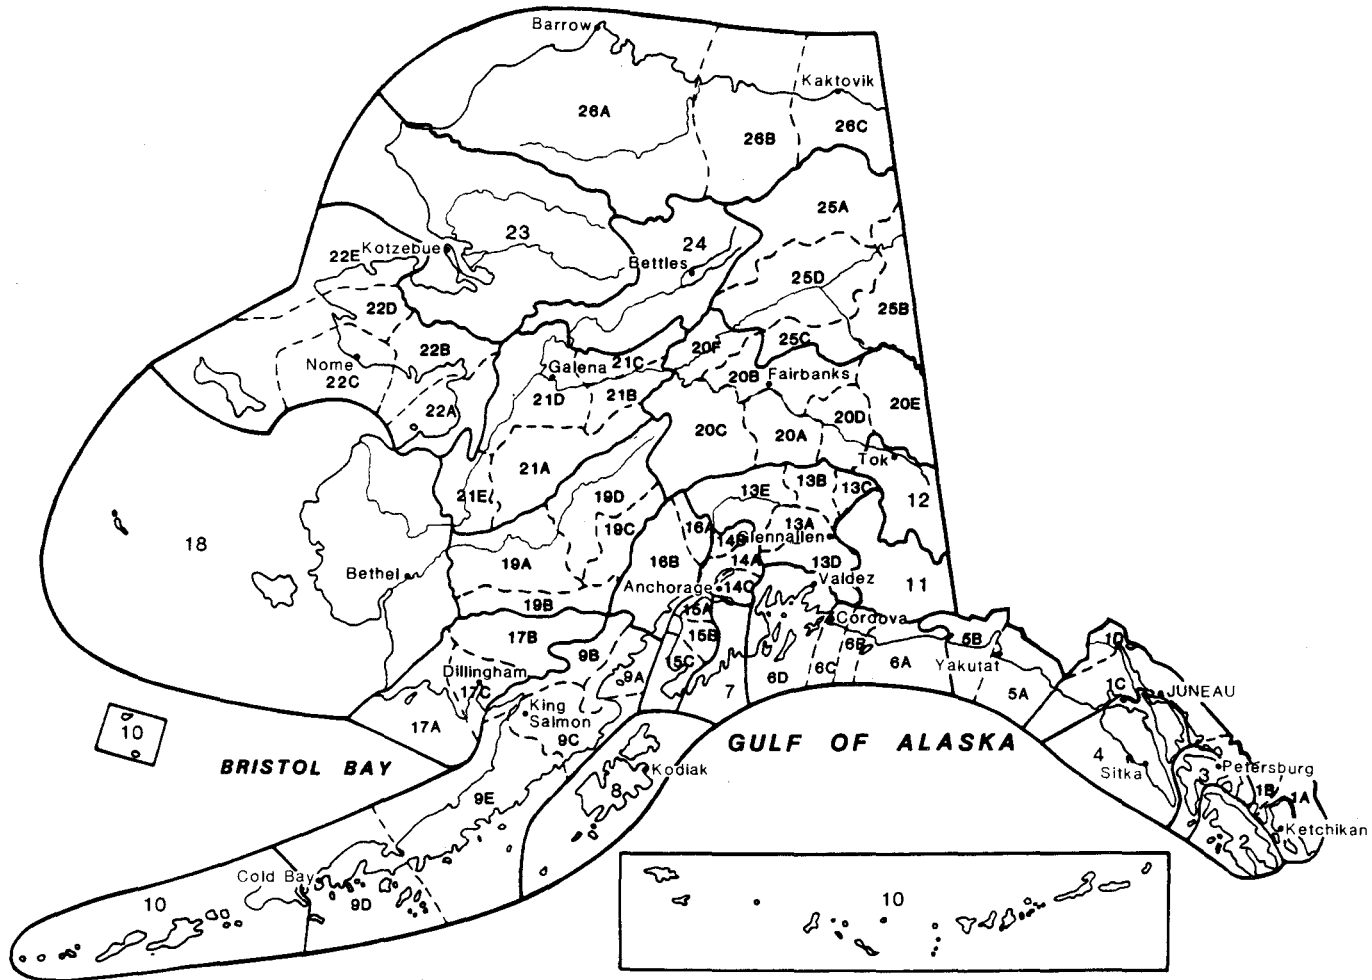 Barrow
Kaktovik
26A
26B
26C
25A
23
24
Kotzebue
22E
Bettles
25D
22D
25B
22B
20F
25C
Nome
22C
Galena
21C
20B
Fairbanks
21D
21B
22A
20D
20E
20C
20A
21A
Tok
21E
19D
13E
13B
13C
12
19C
16A
13A
14B
Glennallen
18
19A
16B
14A
13D
Bethel
Anchorage
14C
Valdez
11
19B
15A
Cordova
17B
9B
15B
6B
5B
1D
Dillingham
15C
6A
Yakutat
17C
9A
7
6D
6C
5A
1C
JUNEAU
King
Salmon
17A
10
9C
GULF OF ALASKA
4
BRISTOL BAY
Kodiak
Sitka
3
Petersburg
9E
8
1B
1A
Ketchikan
2
Cold Bay
10
9D
10